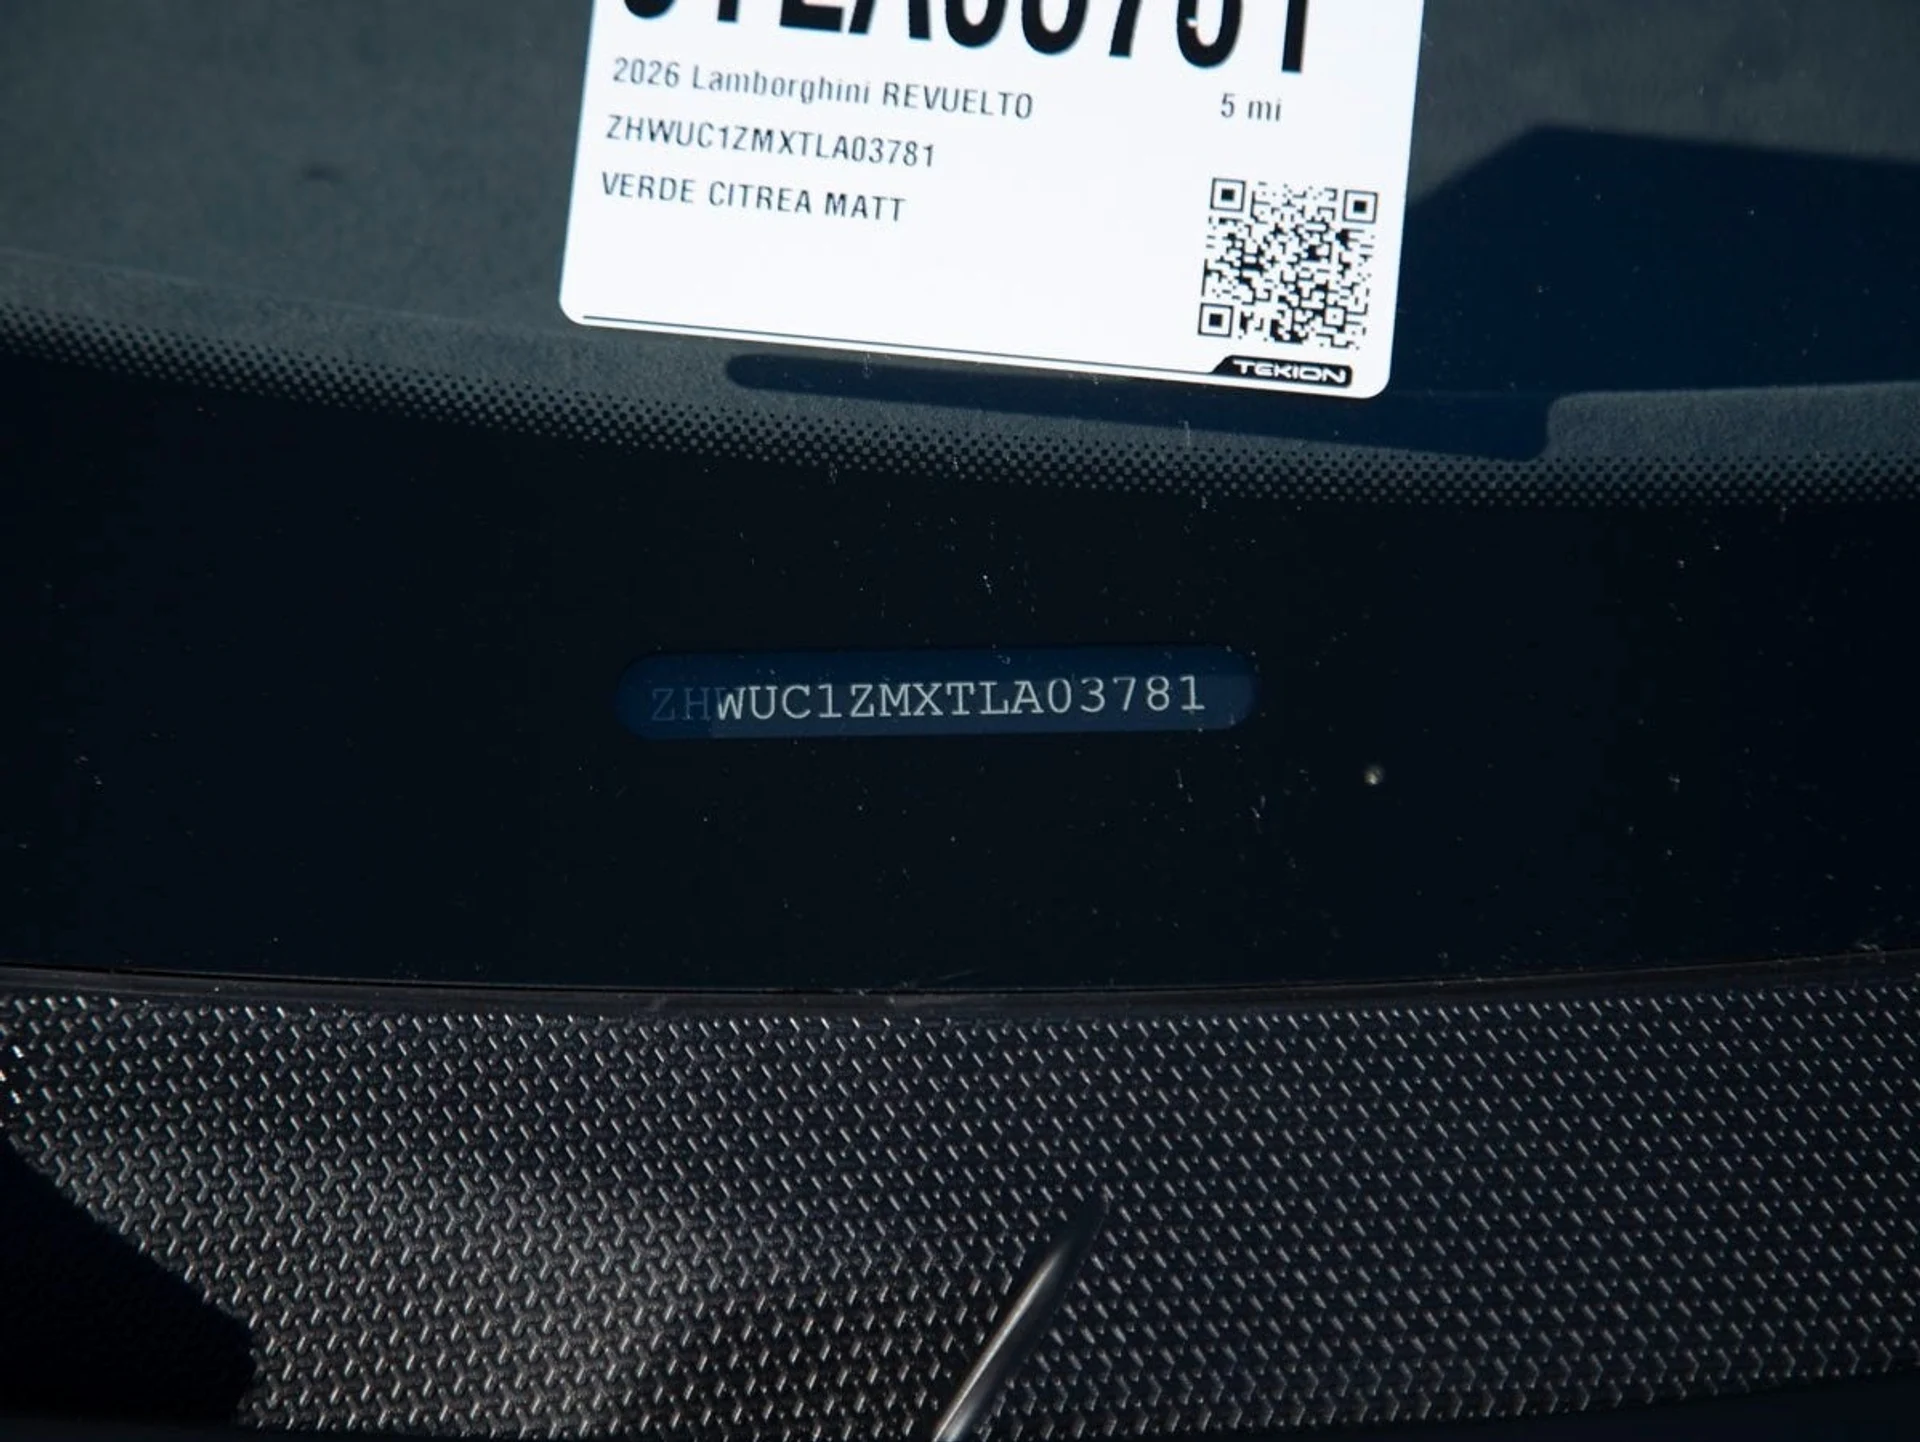 2026 Lamborghini REVUELTO 5 mi
ZHWUC1ZMXTLA03781
VERDE CITREA MATT
TEKION
ZHWUC1ZMXTLA03781